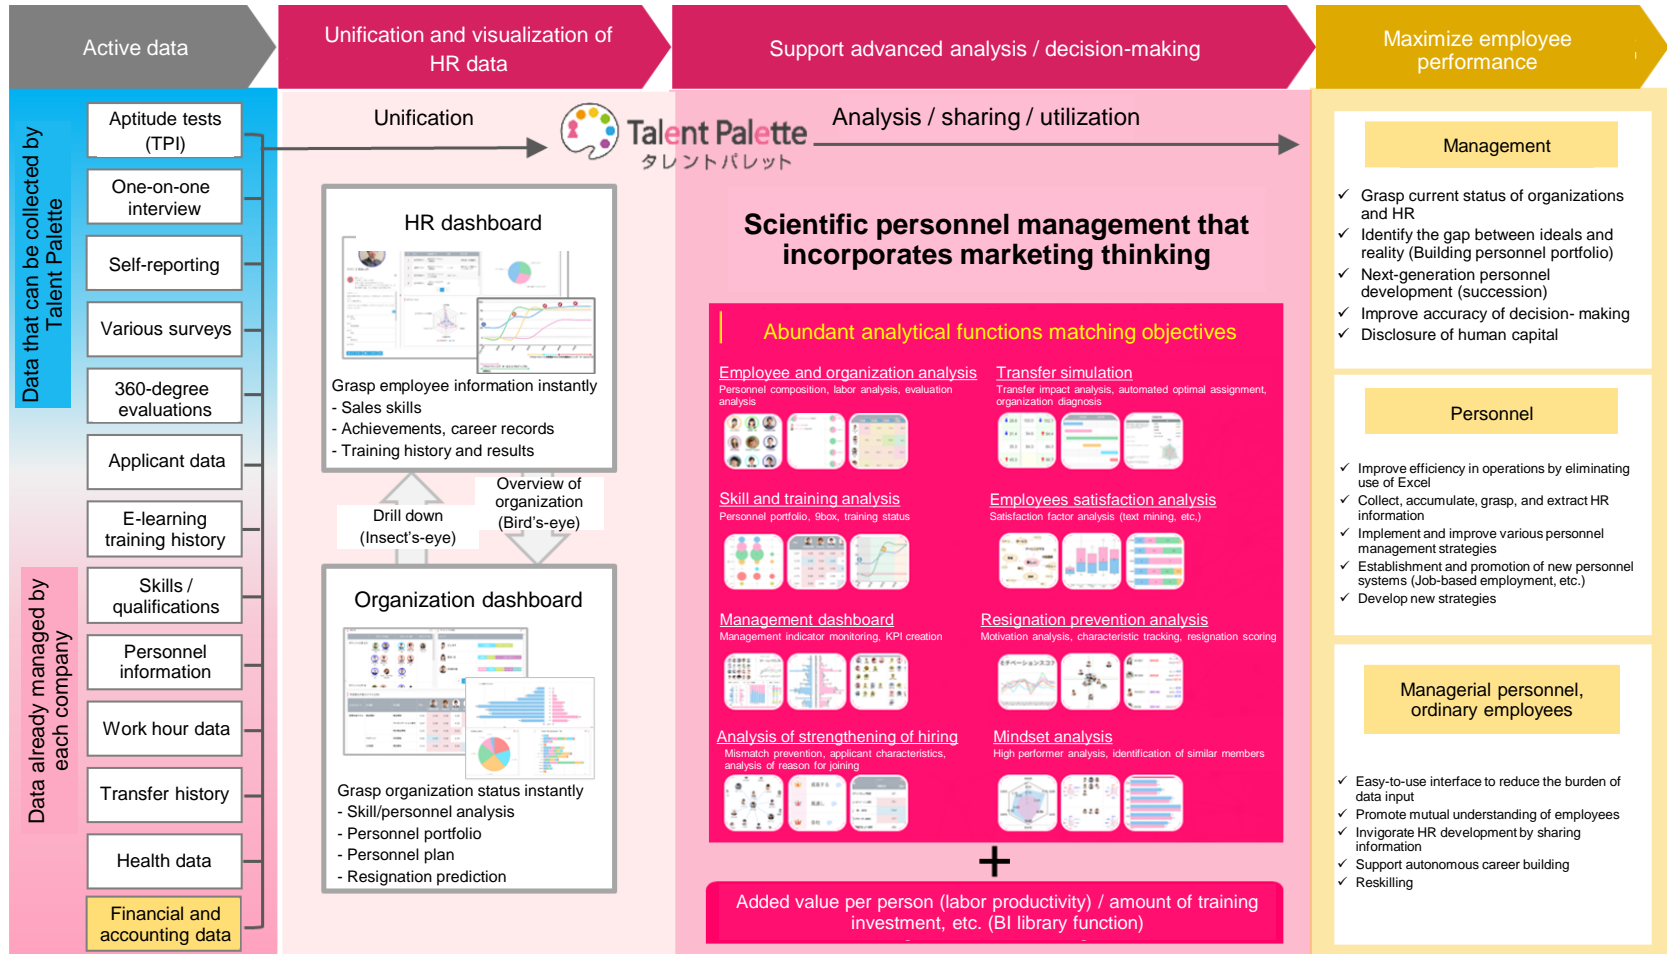 Active data
Unification and visualization of
HR data
Support advanced analysis / decision-making
Maximize employee
performance
Data that can be collected by
Talent Palette
Data already managed by
each company
Aptitude tests
(TPI)
One-on-one
interview
Self-reporting
Various surveys
360-degree
evaluations
Applicant data
E-learning
training history
Skills /
qualifications
Personnel
information
Work hour data
Transfer history
Health data
Financial and
accounting data
Unification
Talent Palette
タレントパレット
Analysis / sharing / utilization
HR dashboard
Grasp employee information instantly
- Sales skills
- Achievements, career records
- Training history and results
Drill down
(Insect's-eye)
Overview of
organization
(Bird's-eye)
Organization dashboard
Grasp organization status instantly
- Skill/personnel analysis
- Personnel portfolio
- Personnel plan
- Resignation prediction
Scientific personnel management that
incorporates marketing thinking
Abundant analytical functions matching objectives
Employee and organization analysis
Personnel composition, labor analysis, evaluation
analysis
Transfer simulation
Transfer impact analysis, automated optimal assignment,
organization diagnosis
Skill and training analysis
Personnel portfolio, 9box, training status
Employees satisfaction analysis
Satisfaction factor analysis (text mining, etc,)
Management dashboard
Management indicator monitoring, KPI creation
Resignation prevention analysis
Motivation analysis, characteristic tracking, resignation scoring
モチベーションスコア
Analysis of strengthening of hiring
Mismatch prevention, applicant characteristics,
analysis of reason for joining
Mindset analysis
High performer analysis, identification of similar members
+
Added value per person (labor productivity) / amount of training
investment, etc. (BI library function)
Management
✓ Grasp current status of organizations
and HR
✓ Identify the gap between ideals and
reality (Building personnel portfolio)
✓ Next-generation personnel
development (succession)
✓ Improve accuracy of decision- making
✓ Disclosure of human capital
Personnel
✓ Improve efficiency in operations by eliminating
use of Excel
✓ Collect, accumulate, grasp, and extract HR
information
✓ Implement and improve various personnel
management strategies
✓ Establishment and promotion of new personnel
systems (Job-based employment, etc.)
✓ Develop new strategies
Managerial personnel,
ordinary employees
✓ Easy-to-use interface to reduce the burden of
data input
✓ Promote mutual understanding of employees
✓ Invigorate HR development by sharing
information
✓ Support autonomous career building
✓ Reskilling